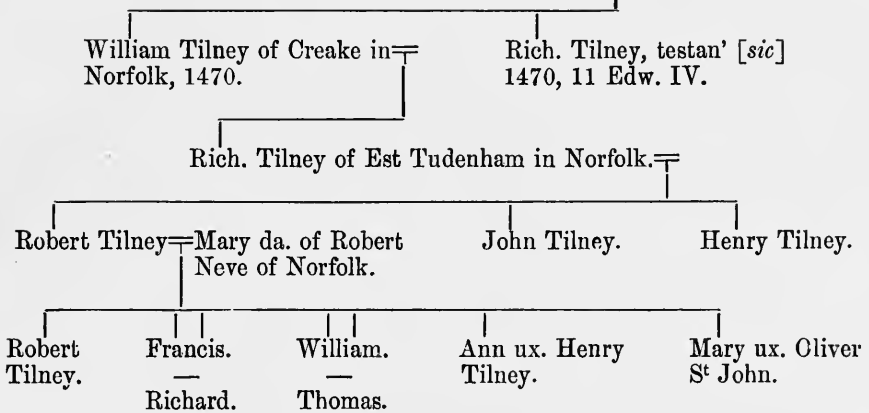 William Tilney of Creake in
Norfolk, 1470.
Rich. Tilney, testan' [sic]
1470, 11 Edw. IV.
Rich. Tilney of Est Tudenham in Norfolk.
Robert Tilney
Mary da. of Robert
Neve of Norfolk.
John Tilney.
Henry Tilney.
Robert
Tilney.
Francis.
—
Richard.
William.
—
Thomas.
Ann ux. Henry
Tilney.
Mary ux. Oliver
Sᵗ John.